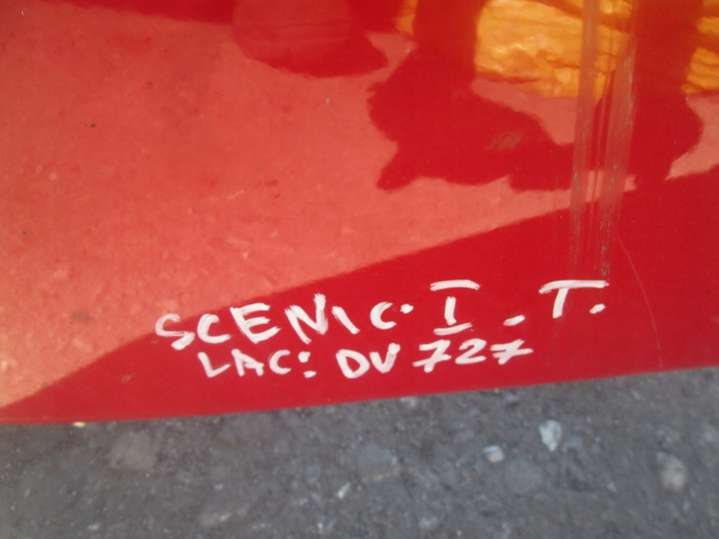 SCENIC. I. T.
LAC: DV 727